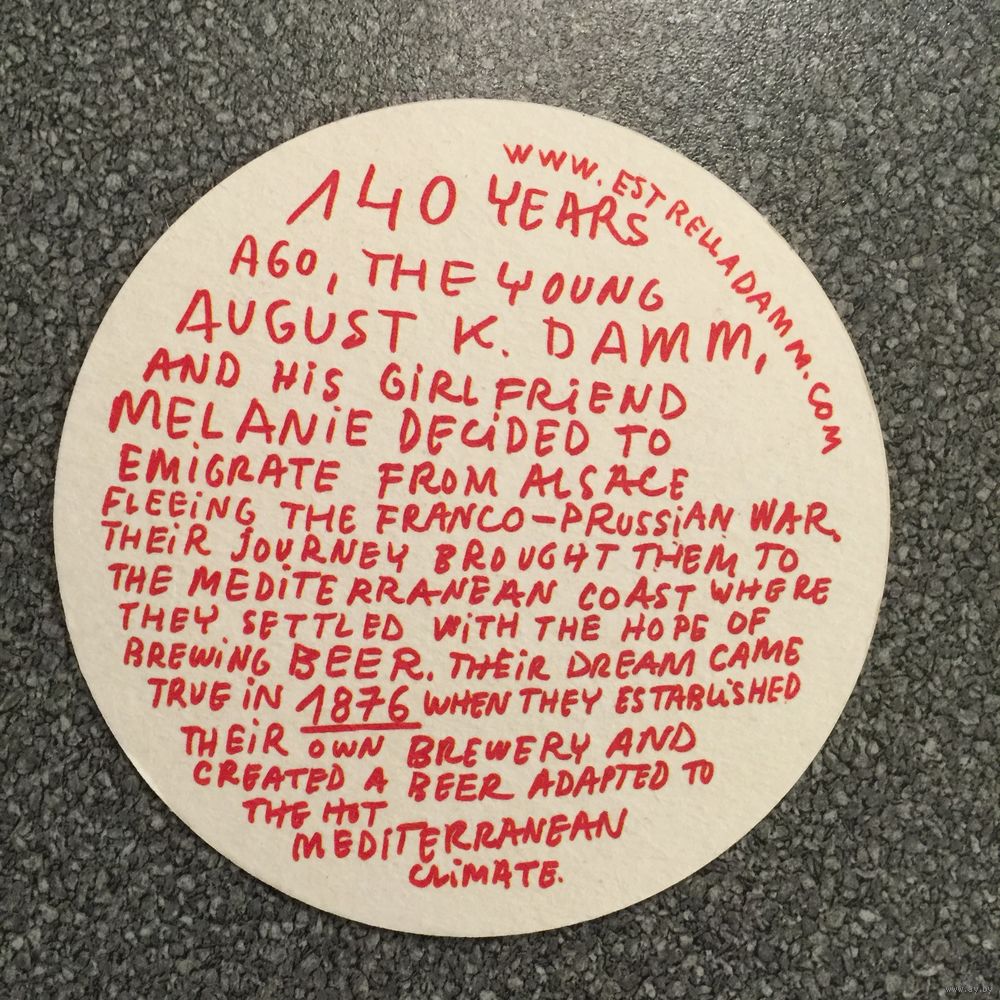 www.ESTRELLADAMM.COM
140 YEARS
AGO, THE YOUNG
AUGUST K. DAMM,
AND HiS GiRLFRiEND
MELANiE DECiDED TO
EMiGRATE FROM ALSACE
FLEEiNG THE FRANCO-PRUSSiAN WAR.
THEiR JOURNEY BROUGHT THEM TO
THE MEDiTERRANEAN COAST WHERE
THEY SETTLED WiTH THE HOPE OF
BREWiNG BEER. THEiR DREAM CAME
TRUE iN 1876 WHEN THEY ESTABLiSHED
THEiR OWN BREWERY AND
CREATED A BEER ADAPTED TO
THE HOT
MEDITERRANEAN
CLiMATE.
www.ay.by